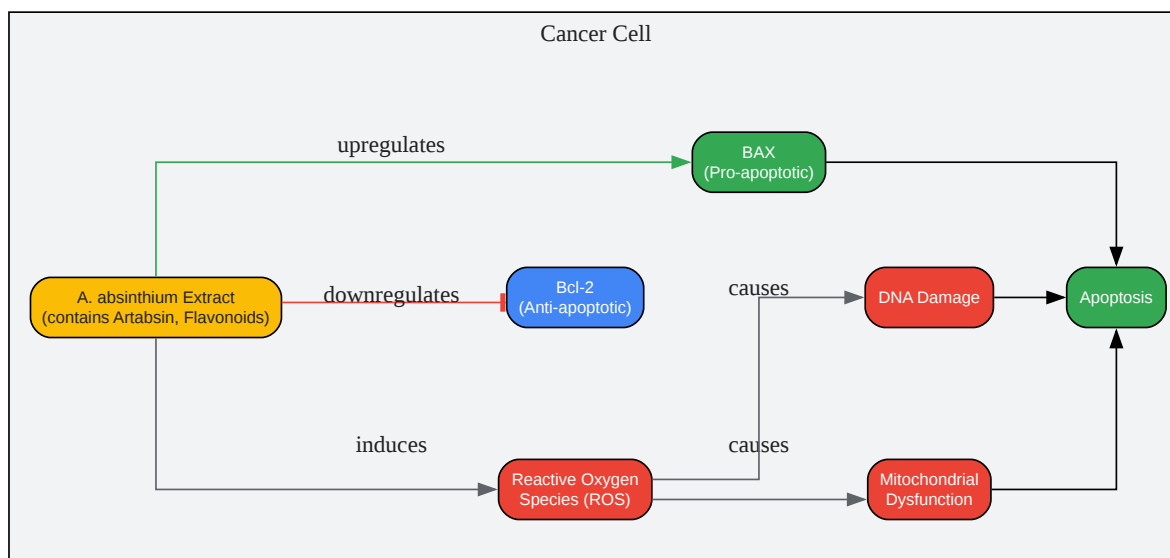 Cancer Cell
upregulates
BAX
(Pro-apoptotic)
A. absinthium Extract
(contains Artabsin, Flavonoids)
downregulates
Bcl-2
(Anti-apoptotic)
causes
DNA Damage
Apoptosis
induces
Reactive Oxygen
Species (ROS)
causes
Mitochondrial
Dysfunction